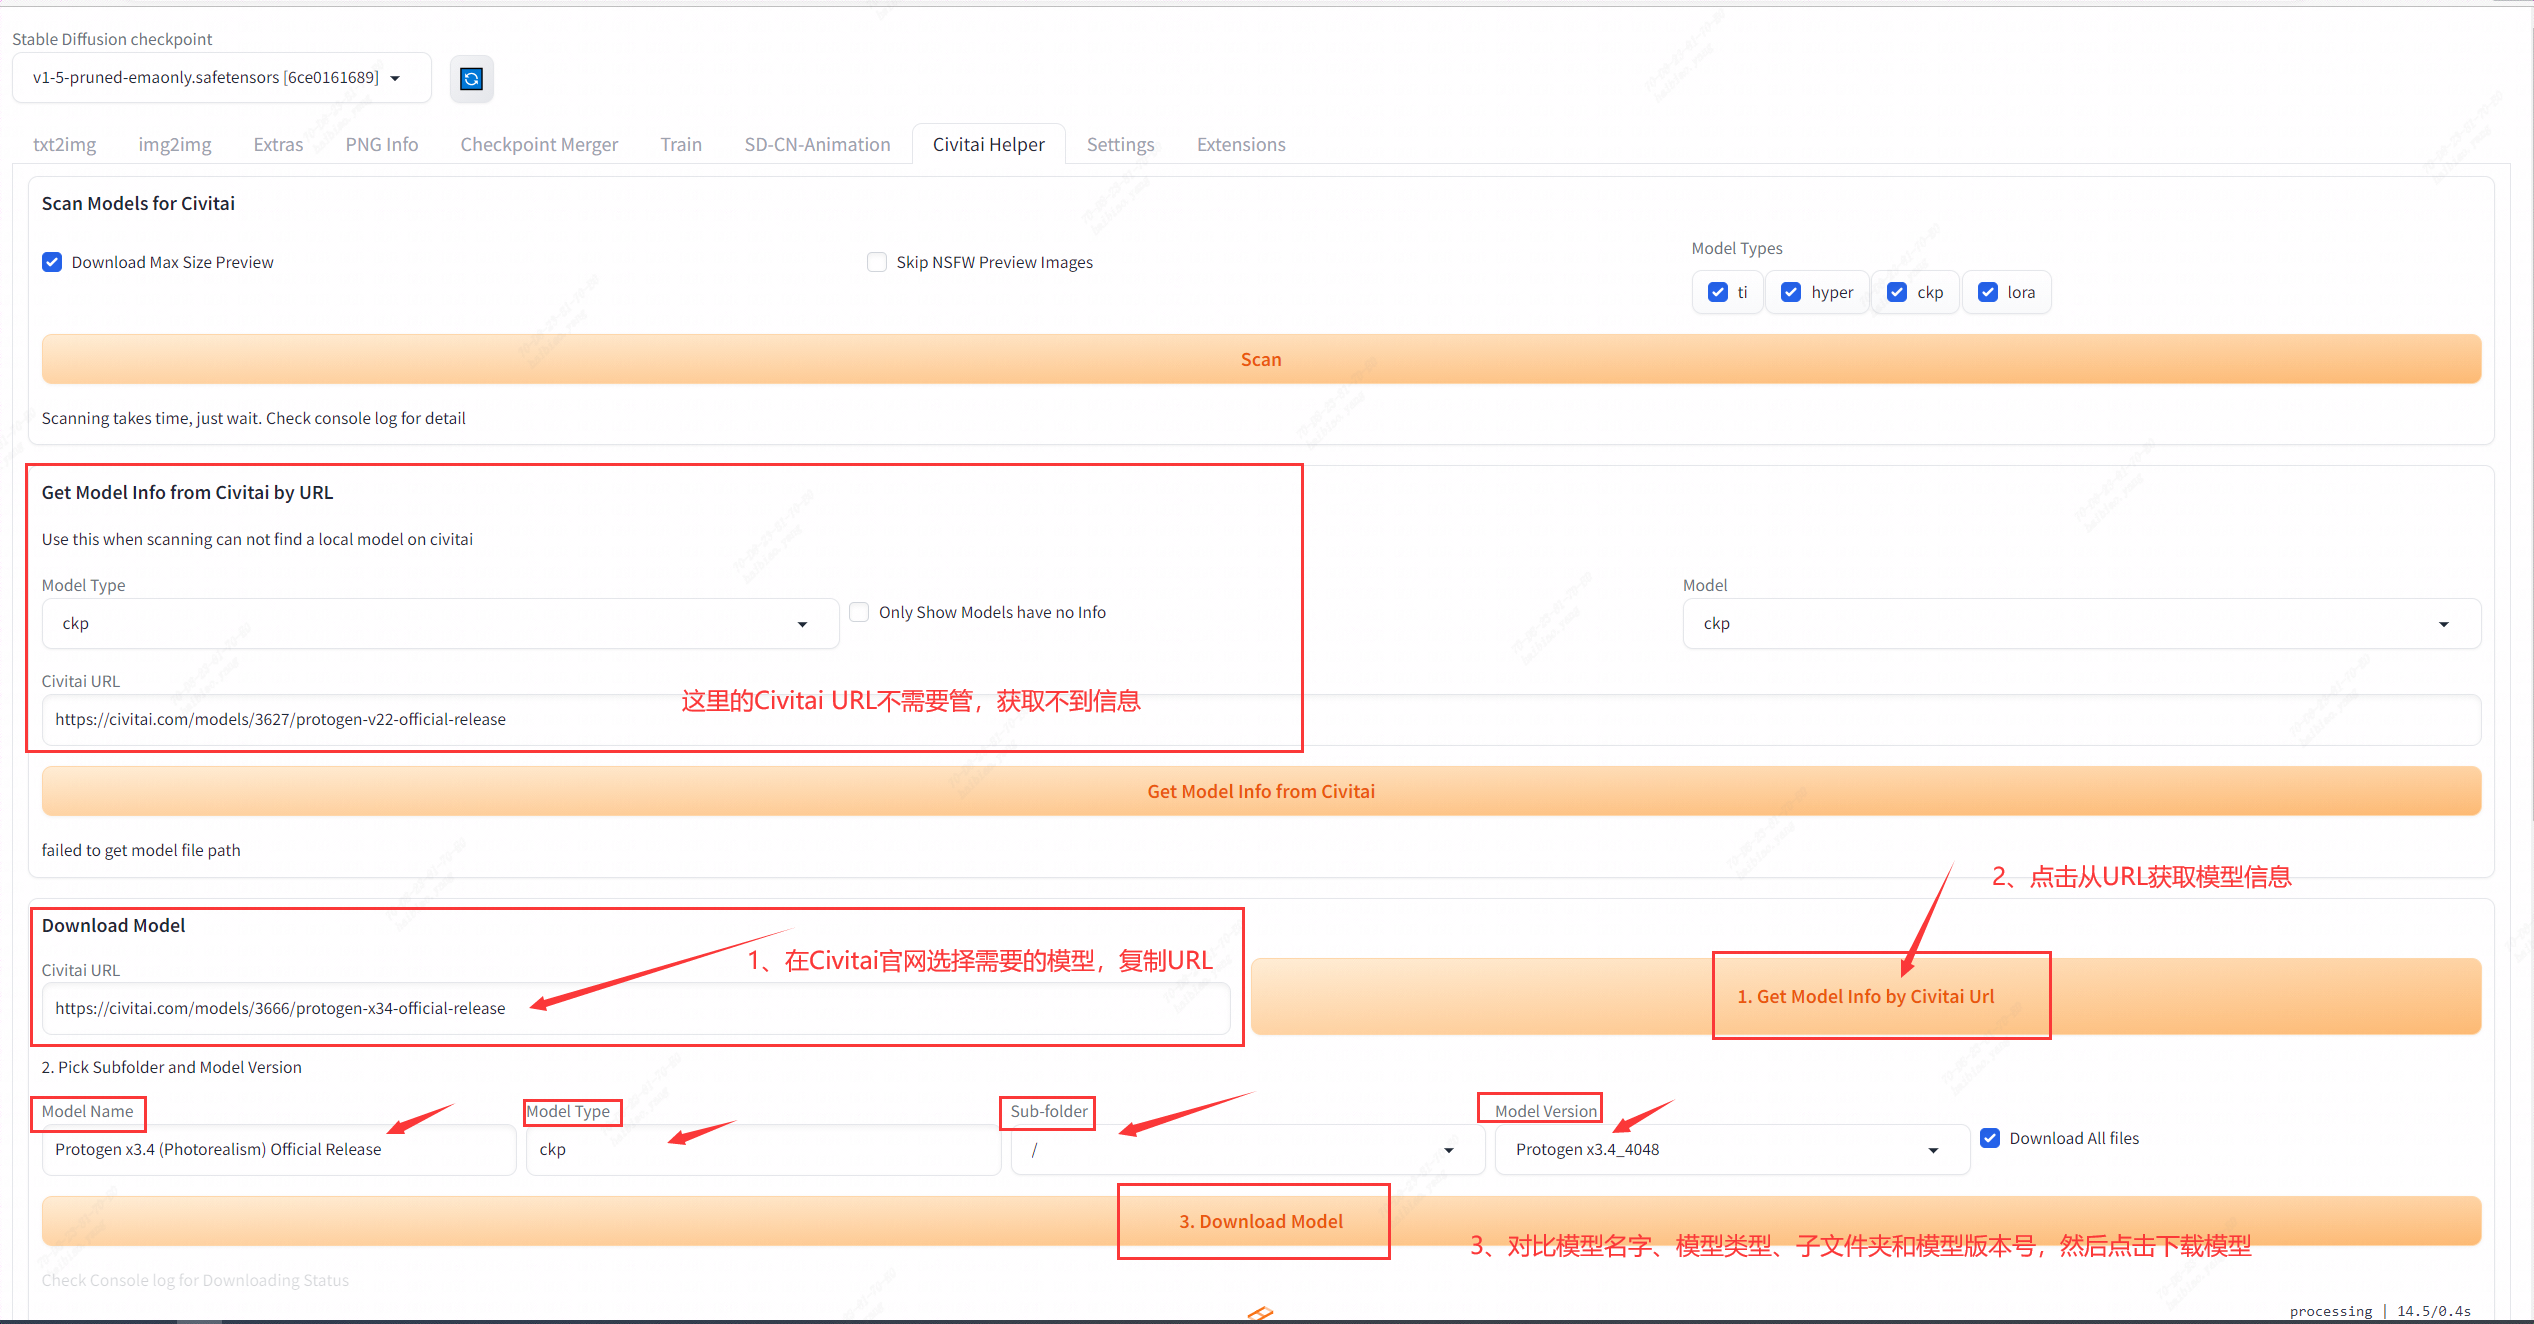 Stable Diffusion checkpoint
v1-5-pruned-emaonly.safetensors [6ce0161689]
txt2img img2img Extras PNG Info Checkpoint Merger Train SD-CN-Animation Civitai Helper Settings Extensions
Scan Models for Civitai
Download Max Size Preview
Skip NSFW Preview Images
Model Types
ti hyper ckp lora
Scan
Scanning takes time, just wait. Check console log for detail
Get Model Info from Civitai by URL
Use this when scanning can not find a local model on civitai
Model Type
ckp
Only Show Models have no Info
Model
ckp
Civitai URL
https://civitai.com/models/3627/protogen-v22-official-release
这里的Civitai URL不需要管，获取不到信息
Get Model Info from Civitai
failed to get model file path
2、点击从URL获取模型信息
Download Model
1、在Civitai官网选择需要的模型，复制URL
Civitai URL
https://civitai.com/models/3666/protogen-x34-official-release
1. Get Model Info by Civitai Url
2. Pick Subfolder and Model Version
Model Name
Protogen x3.4 (Photorealism) Official Release
Model Type
ckp
Sub-folder
/
Model Version
Protogen x3.4_4048
Download All files
3. Download Model
3、对比模型名字、模型类型、子文件夹和模型版本号，然后点击下载模型
Check Console log for Downloading Status
processing | 14.5/0.4s